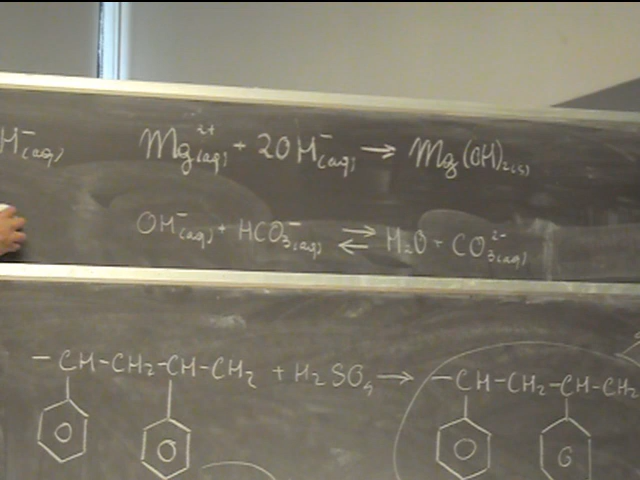 H⁻(aq) Mg²⁺(aq) + 2OH⁻(aq) → Mg(OH)₂(s)
OH⁻(aq) + HCO₃⁻(aq) ⇌ H₂O + CO₃²⁻(aq)
-CH-CH₂-CH-CH₂ + H₂SO₄ → -CH-CH₂-CH-CH₂